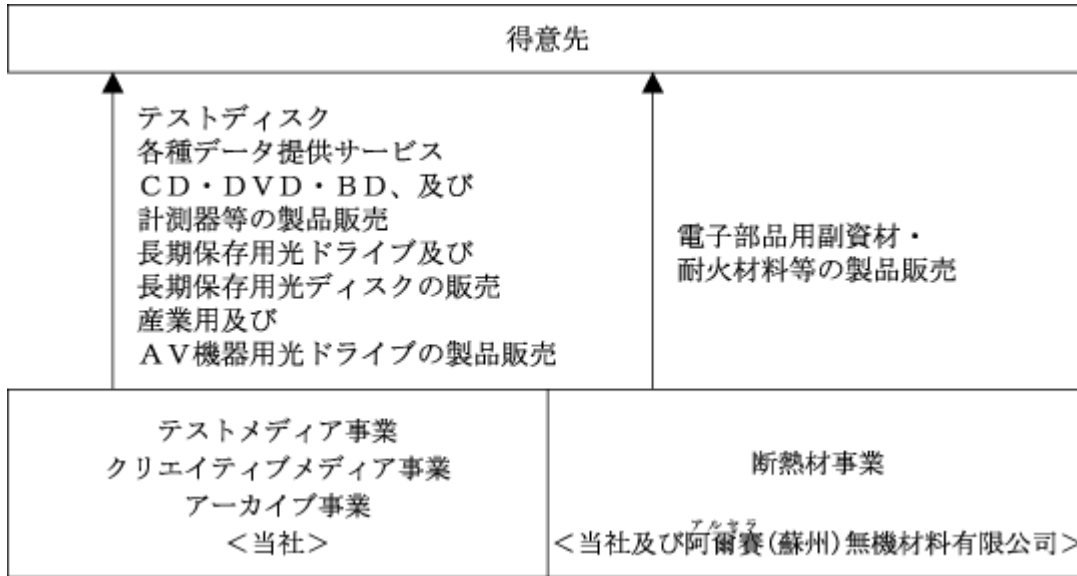 得意先
テストディスク
各種データ提供サービス
ＣＤ・ＤＶＤ・ＢＤ、及び
計測器等の製品販売
長期保存用光ドライブ及び
長期保存用光ディスクの販売
産業用及び
ＡＶ機器用光ドライブの製品販売
電子部品用副資材・
耐火材料等の製品販売
テストメディア事業
クリエイティブメディア事業
アーカイブ事業
＜当社＞
断熱材事業
アルセラ
＜当社及び阿爾賽(蘇州)無機材料有限公司＞